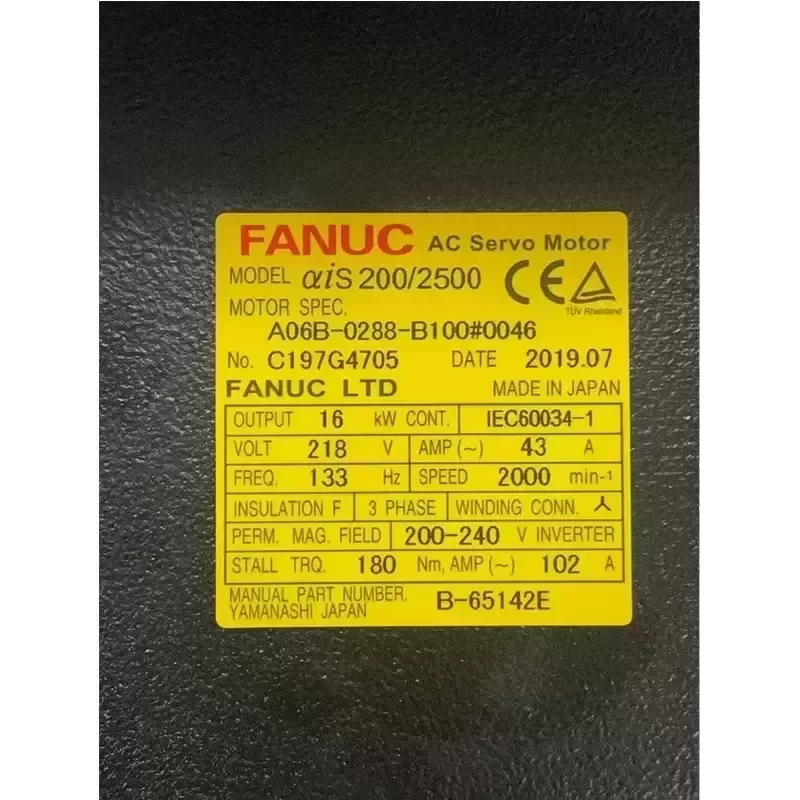 FANUC AC Servo Motor
MODEL αiS 200/2500 CE
MOTOR SPEC. TÜV Rheinland
A06B-0288-B100#0046
No. C197G4705 DATE 2019.07
FANUC LTD MADE IN JAPAN
OUTPUT 16 kW CONT. IEC60034-1
VOLT 218 V AMP (~) 43 A
FREQ. 133 Hz SPEED 2000 min-1
INSULATION F 3 PHASE WINDING CONN. ⅄
PERM. MAG. FIELD 200-240 V INVERTER
STALL TRQ. 180 Nm, AMP (~) 102 A
MANUAL PART NUMBER. B-65142E
YAMANASHI JAPAN